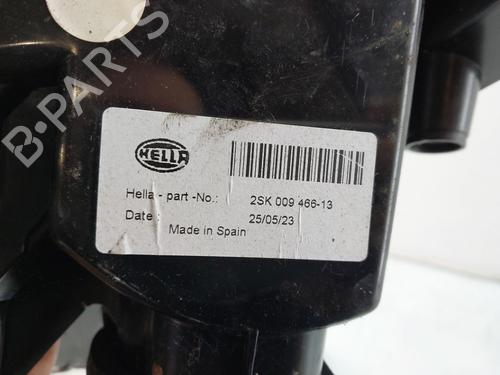 B-PARTS
HELLA
Hella - part -No.: 2SK 009 466-13
Date : 25/05/23
Made in Spain